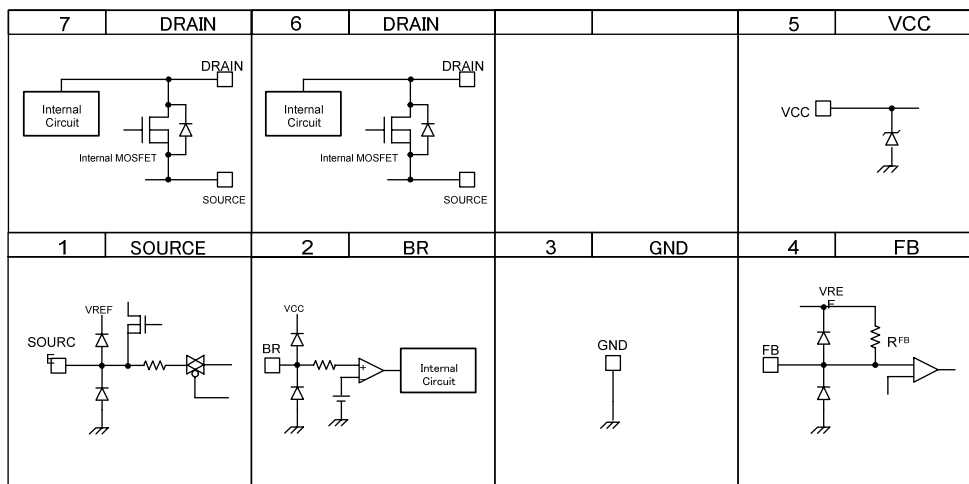 7 DRAIN 6 DRAIN 5 VCC
DRAIN
Internal
Circuit
Internal MOSFET
SOURCE
DRAIN
Internal
Circuit
Internal MOSFET
SOURCE
VCC
1 SOURCE 2 BR 3 GND 4 FB
VREF
SOURC
E
VCC
BR
+
-
Internal
Circuit
GND
VRE
F
RFB
FB